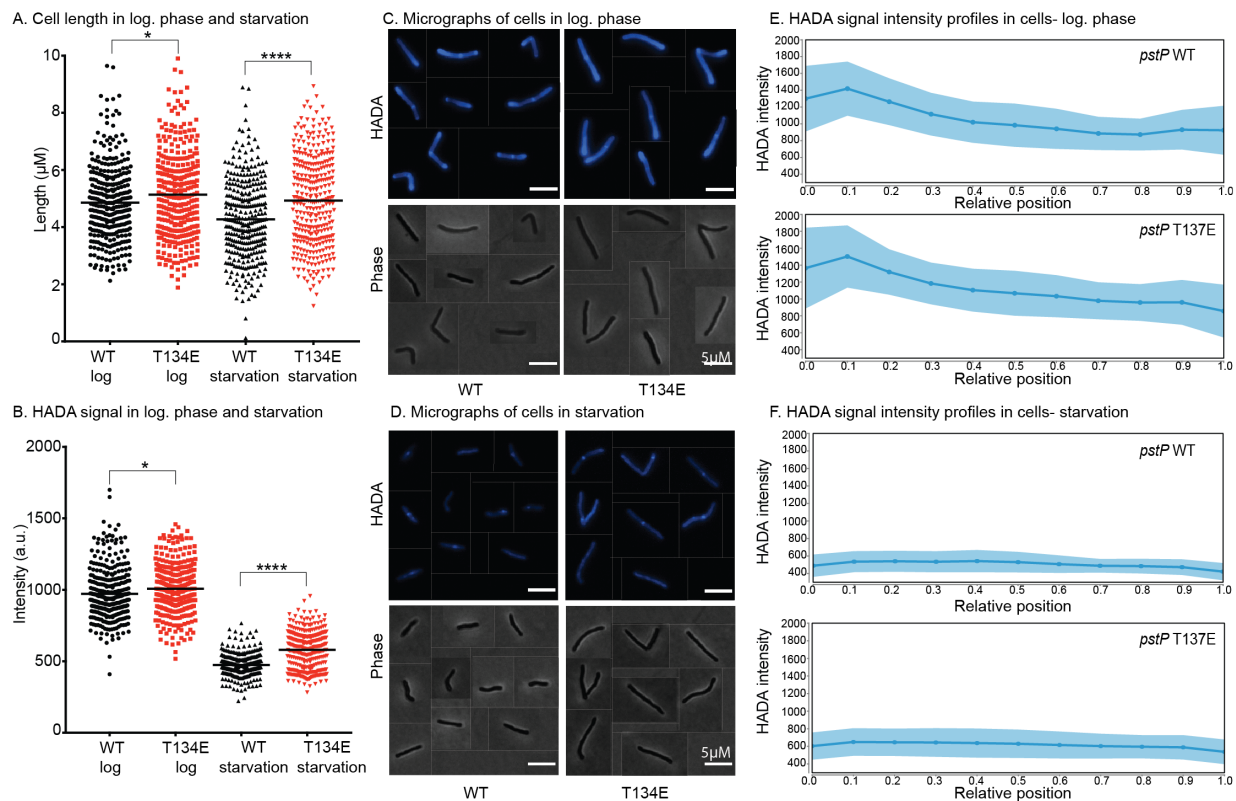 A. Cell length in log. phase and starvation
*
****
10
8
6
4
2
0
Length (µM)
WT
log
T134E
log
WT
starvation
T134E
starvation
B. HADA signal in log. phase and starvation
*
****
2000
1500
1000
500
0
Intensity (a.u.)
WT
log
T134E
log
WT
starvation
T134E
starvation
C. Micrographs of cells in log. phase
HADA
Phase
5µM
WT
T134E
D. Micrographs of cells in starvation
HADA
Phase
5µM
WT
T134E
E. HADA signal intensity profiles in cells- log. phase
pstP WT
HADA intensity
2000
1800
1600
1400
1200
1000
800
600
400
0.0 0.1 0.2 0.3 0.4 0.5 0.6 0.7 0.8 0.9 1.0
Relative position
pstP T137E
HADA intensity
2000
1800
1600
1400
1200
1000
800
600
400
0.0 0.1 0.2 0.3 0.4 0.5 0.6 0.7 0.8 0.9 1.0
Relative position
F. HADA signal intensity profiles in cells- starvation
pstP WT
HADA intensity
2000
1800
1600
1400
1200
1000
800
600
400
0.0 0.1 0.2 0.3 0.4 0.5 0.6 0.7 0.8 0.9 1.0
Relative position
pstP T137E
HADA intensity
2000
1800
1600
1400
1200
1000
800
600
400
0.0 0.1 0.2 0.3 0.4 0.5 0.6 0.7 0.8 0.9 1.0
Relative position